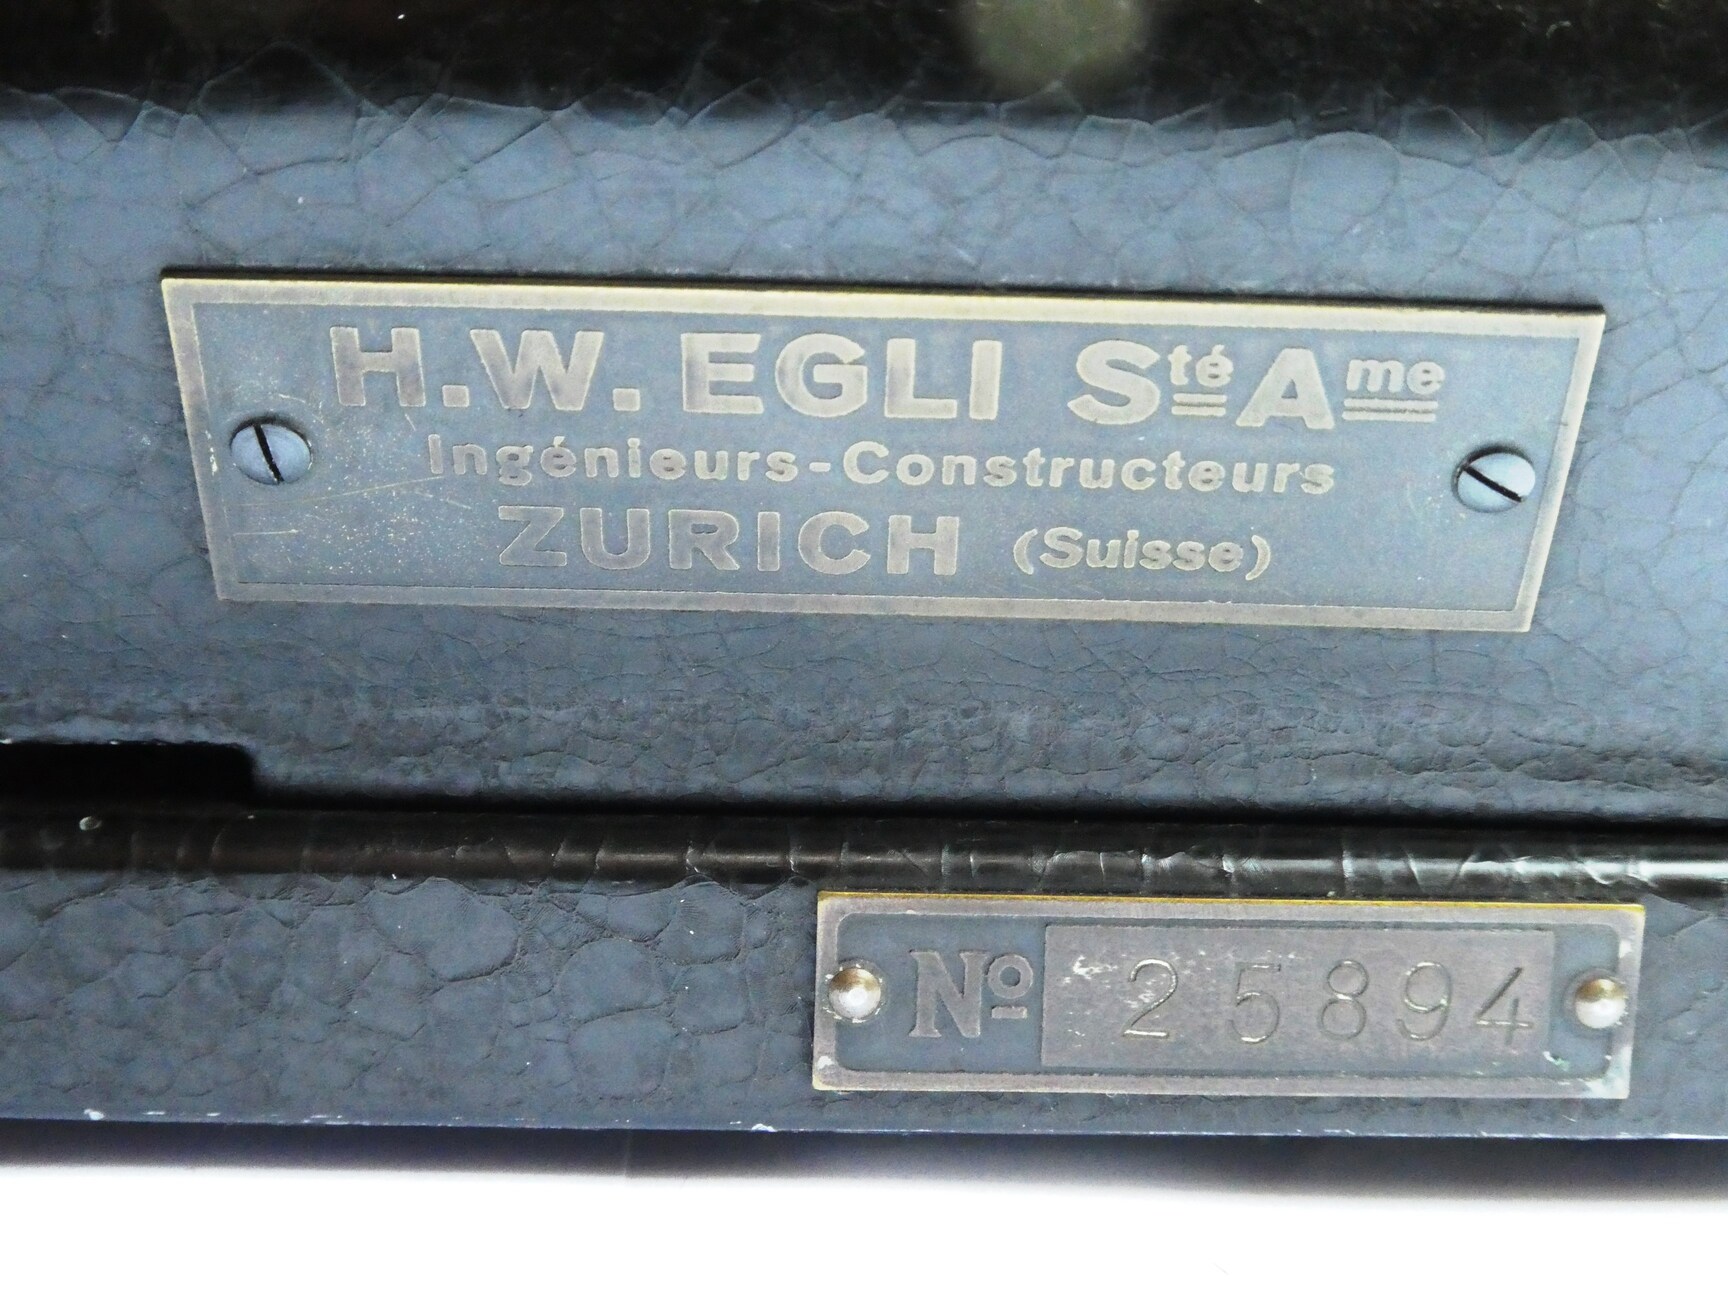 H.W. EGLI Sté Ame
Ingénieurs-Constructeurs
ZURICH (Suisse)
Nº 25894